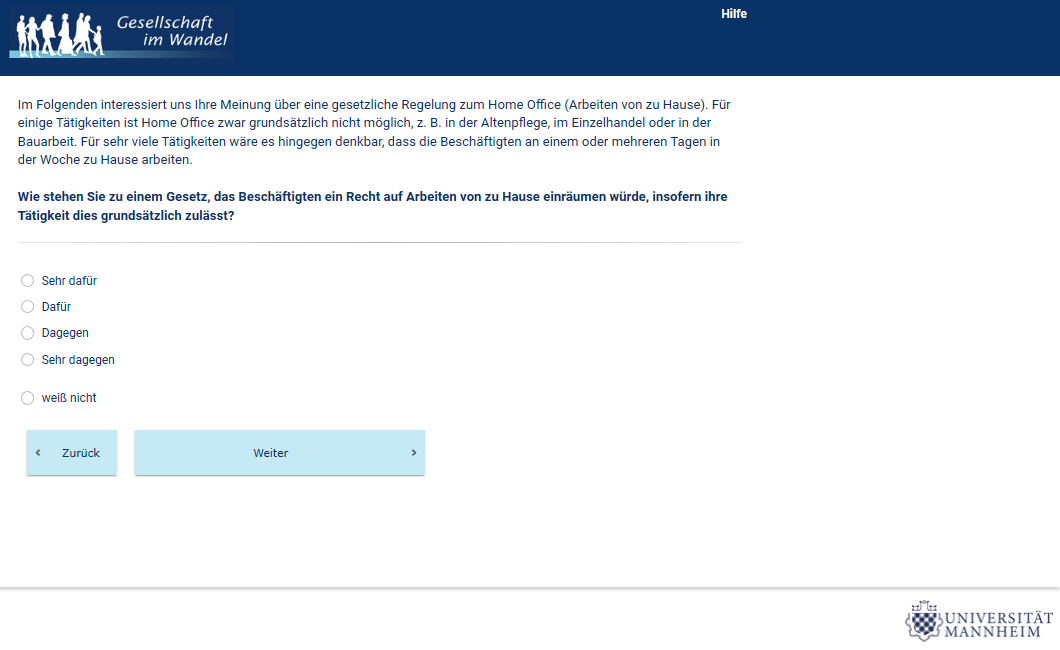 Gesellschaft
im Wandel
Hilfe
Im Folgenden interessiert uns Ihre Meinung über eine gesetzliche Regelung zum Home Office (Arbeiten von zu Hause). Für
einige Tätigkeiten ist Home Office zwar grundsätzlich nicht möglich, z. B. in der Altenpflege, im Einzelhandel oder in der
Bauarbeit. Für sehr viele Tätigkeiten wäre es hingegen denkbar, dass die Beschäftigten an einem oder mehreren Tagen in
der Woche zu Hause arbeiten.
Wie stehen Sie zu einem Gesetz, das Beschäftigten ein Recht auf Arbeiten von zu Hause einräumen würde, insofern ihre
Tätigkeit dies grundsätzlich zulässt?
Sehr dafür
Dafür
Dagegen
Sehr dagegen
weiß nicht
‹ Zurück
Weiter ›
UNIVERSITÄT
MANNHEIM